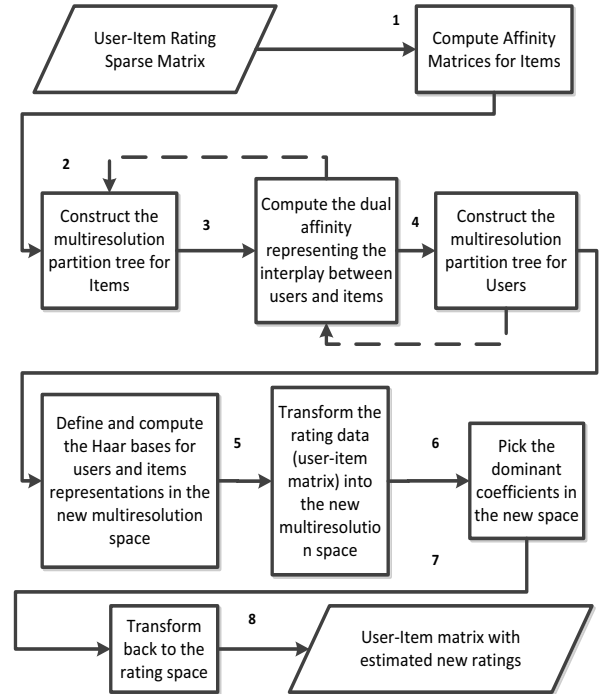 User-Item Rating
Sparse Matrix
1
Compute Affinity
Matrices for Items
2
Construct the
multiresolution
partition tree for
Items
3
Compute the dual
affinity
representing the
interplay between
users and items
4
Construct the
multiresolution
partition tree for
Users
Define and compute
the Haar bases for
users and items
representations in the
new multiresolution
space
5
Transform the
rating data
(user-item
matrix) into
the new
multiresolutio
n space
6
Pick the
dominant
coefficients in
the new space
7
Transform
back to the
rating space
8
User-Item matrix with
estimated new ratings